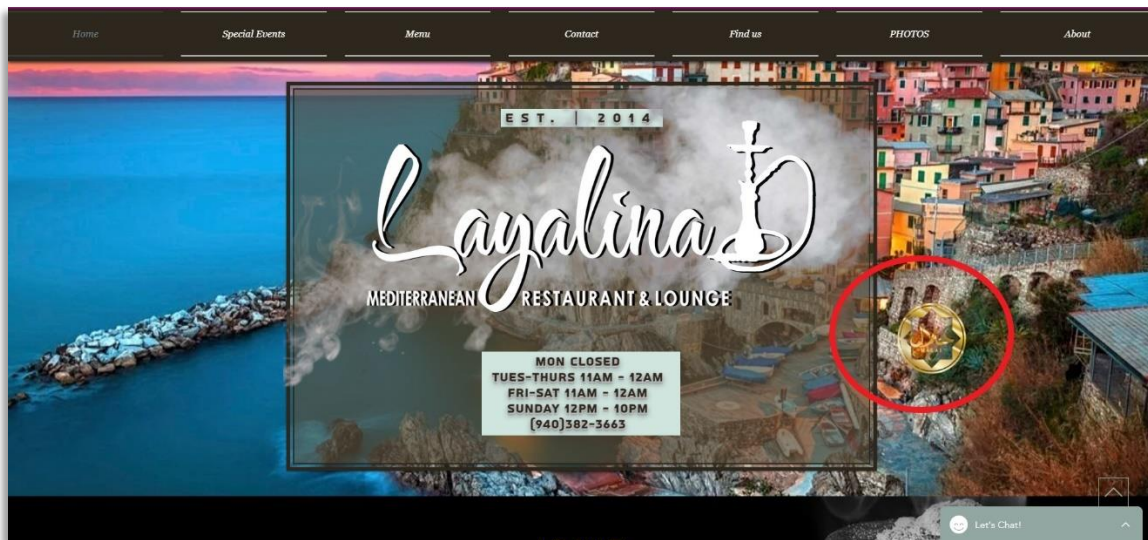 Home
Special Events
Menu
Contact
Find us
PHOTOS
About
EST. | 2014
Layalina
MEDITERRANEAN RESTAURANT & LOUNGE
MON CLOSED
TUES-THURS 11AM - 12AM
FRI-SAT 11AM - 12AM
SUNDAY 12PM - 10PM
(940)382-3663
Let's Chat!